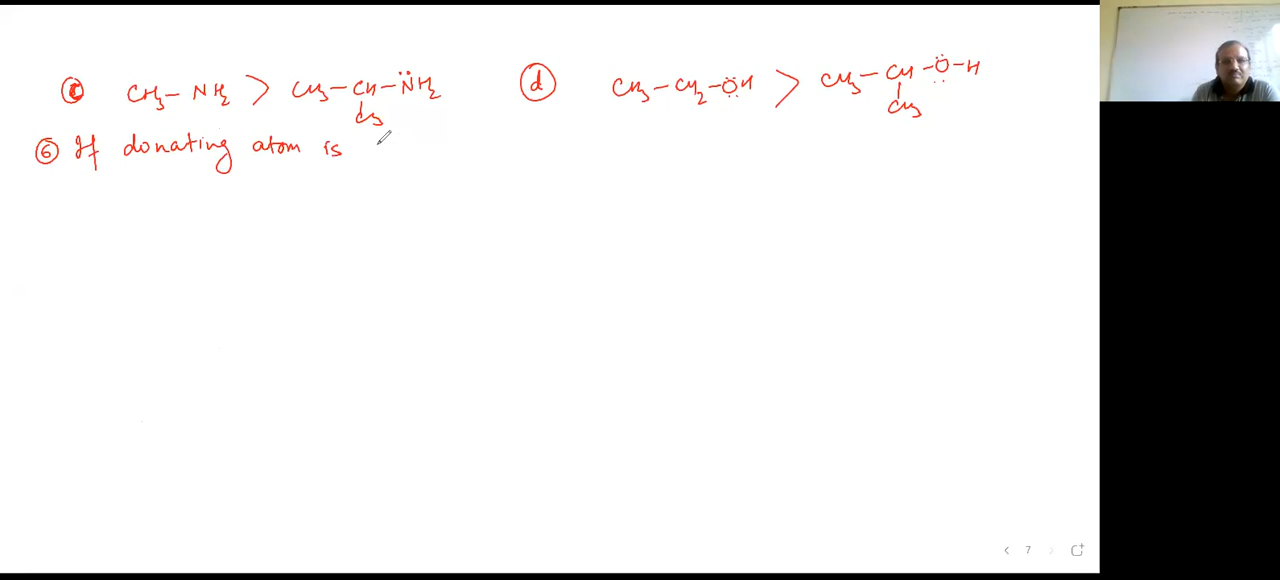 ⓒ CH3-NH2 > CH3-CH-N̈H2 ⓓ CH3-CH2-ÖH > CH3-CH-Ö-H
CH3 CH3
⑥ If donating atom is
7